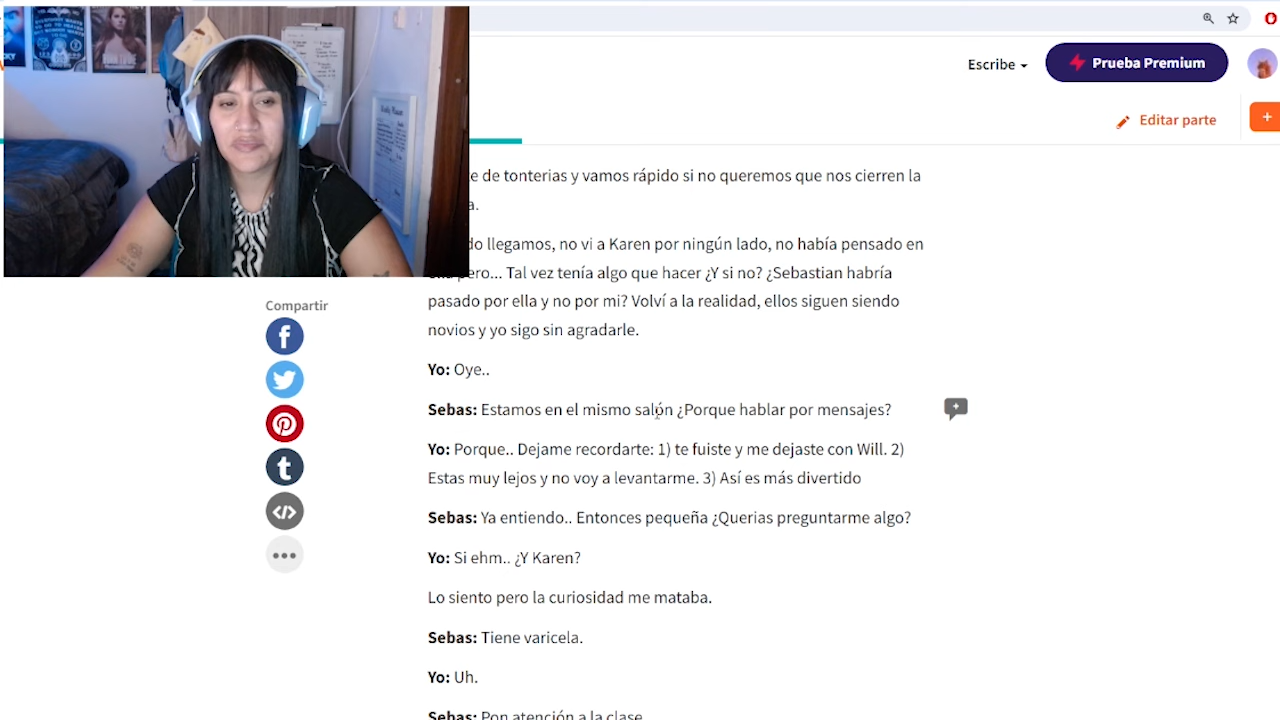 Escribe
Prueba Premium
Editar parte
+
de tonterias y vamos rápido si no queremos que nos cierren la
llegamos, no vi a Karen por ningún lado, no había pensado en
pero... Tal vez tenía algo que hacer ¿Y si no? ¿Sebastian habría
pasado por ella y no por mi? Volví a la realidad, ellos siguen siendo
novios y yo sigo sin agradarle.
Compartir
Yo: Oye..
Sebas: Estamos en el mismo salón ¿Porque hablar por mensajes?
Yo: Porque.. Dejame recordarte: 1) te fuiste y me dejaste con Will. 2)
Estas muy lejos y no voy a levantarme. 3) Así es más divertido
Sebas: Ya entiendo.. Entonces pequeña ¿Querias preguntarme algo?
Yo: Si ehm.. ¿Y Karen?
Lo siento pero la curiosidad me mataba.
Sebas: Tiene varicela.
Yo: Uh.
Sebas: Pon atención a la clase